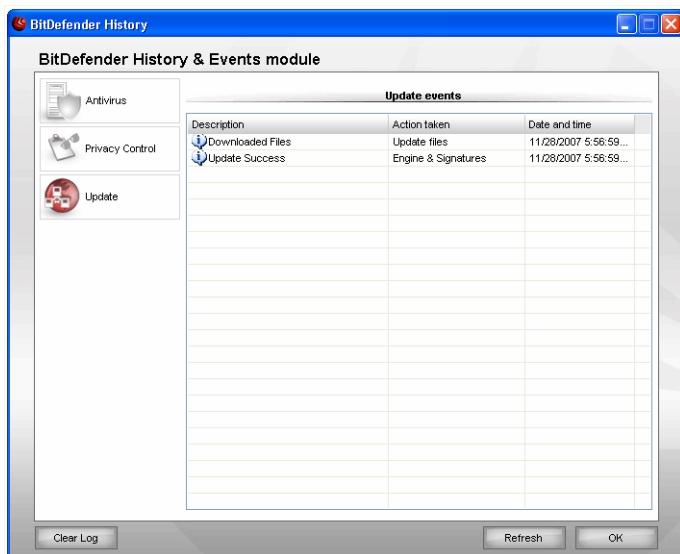 BitDefender History
BitDefender History & Events module
Antivirus
Privacy Control
Update
Update events
Description Action taken Date and time
Downloaded Files Update files 11/28/2007 5:56:59...
Update Success Engine & Signatures 11/28/2007 5:56:59...
Clear Log Refresh OK